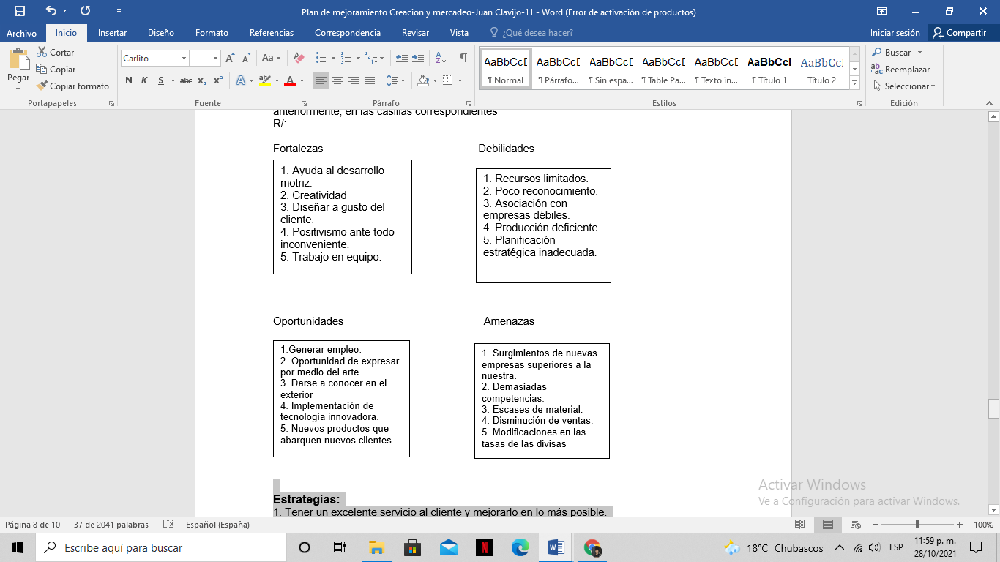 Plan de mejoramiento Creacion y mercadeo-Juan Clavijo-11 - Word (Error de activación de productos)
Archivo Inicio Insertar Diseño Formato Referencias Correspondencia Revisar Vista ¿Qué desea hacer? Iniciar sesión Compartir
Pegar
Cortar
Copiar
Copiar formato
Portapapeles
Carlito
Aa
N K S abc x₂ x² A ab A
Fuente
Párrafo
AaBbCcD AaBbCcD AaBbCcD AaBbCcD AaBbCcD AaBbCcI AaBbCcI
¶ Normal ¶ Párrafo... ¶ Sin espa... ¶ Table Pa... ¶ Texto in... ¶ Título 1 Título 2
Estilos
Buscar
Reemplazar
Seleccionar
Edición
anteriormente, en las casillas correspondientes
R/:
Fortalezas
1. Ayuda al desarrollo
motriz.
2. Creatividad
3. Diseñar a gusto del
cliente.
4. Positivismo ante todo
inconveniente.
5. Trabajo en equipo.
Debilidades
1. Recursos limitados.
2. Poco reconocimiento.
3. Asociación con
empresas débiles.
4. Producción deficiente.
5. Planificación
estratégica inadecuada.
Oportunidades
1.Generar empleo.
2. Oportunidad de expresar
por medio del arte.
3. Darse a conocer en el
exterior
4. Implementación de
tecnología innovadora.
5. Nuevos productos que
abarquen nuevos clientes.
Amenazas
1. Surgimientos de nuevas
empresas superiores a la
nuestra.
2. Demasiadas
competencias.
3. Escases de material.
4. Disminución de ventas.
5. Modificaciones en las
tasas de las divisas
Estrategias:
1. Tener un excelente servicio al cliente y mejorarlo en lo más posible.
Activar Windows
Ve a Configuración para activar Windows.
Página 8 de 10 37 de 2041 palabras Español (España) 100%
Escribe aquí para buscar
18°C Chubascos ESP
11:59 p. m.
28/10/2021